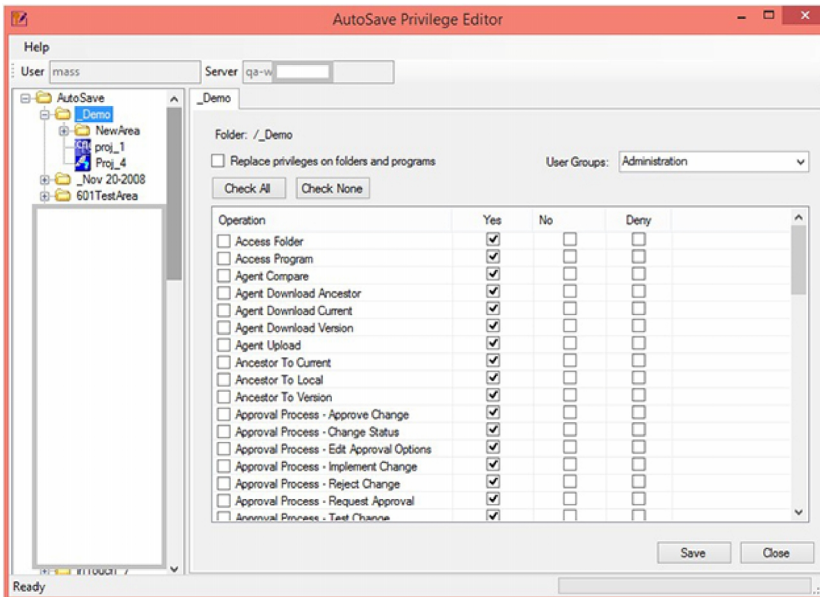 AutoSave Privilege Editor
Help
User mass Server qa-w
AutoSave
_Demo
NewArea
proj_1
Proj_4
_Nov 20-2008
601TestArea
_Demo
Folder: /_Demo
Replace privileges on folders and programs User Groups: Administration
Check All Check None
Operation Yes No Deny
Access Folder
Access Program
Agent Compare
Agent Download Ancestor
Agent Download Current
Agent Download Version
Agent Upload
Ancestor To Current
Ancestor To Local
Ancestor To Version
Approval Process - Approve Change
Approval Process - Change Status
Approval Process - Edit Approval Options
Approval Process - Implement Change
Approval Process - Reject Change
Approval Process - Request Approval
Approval Process - Test Change
Save Close
Ready